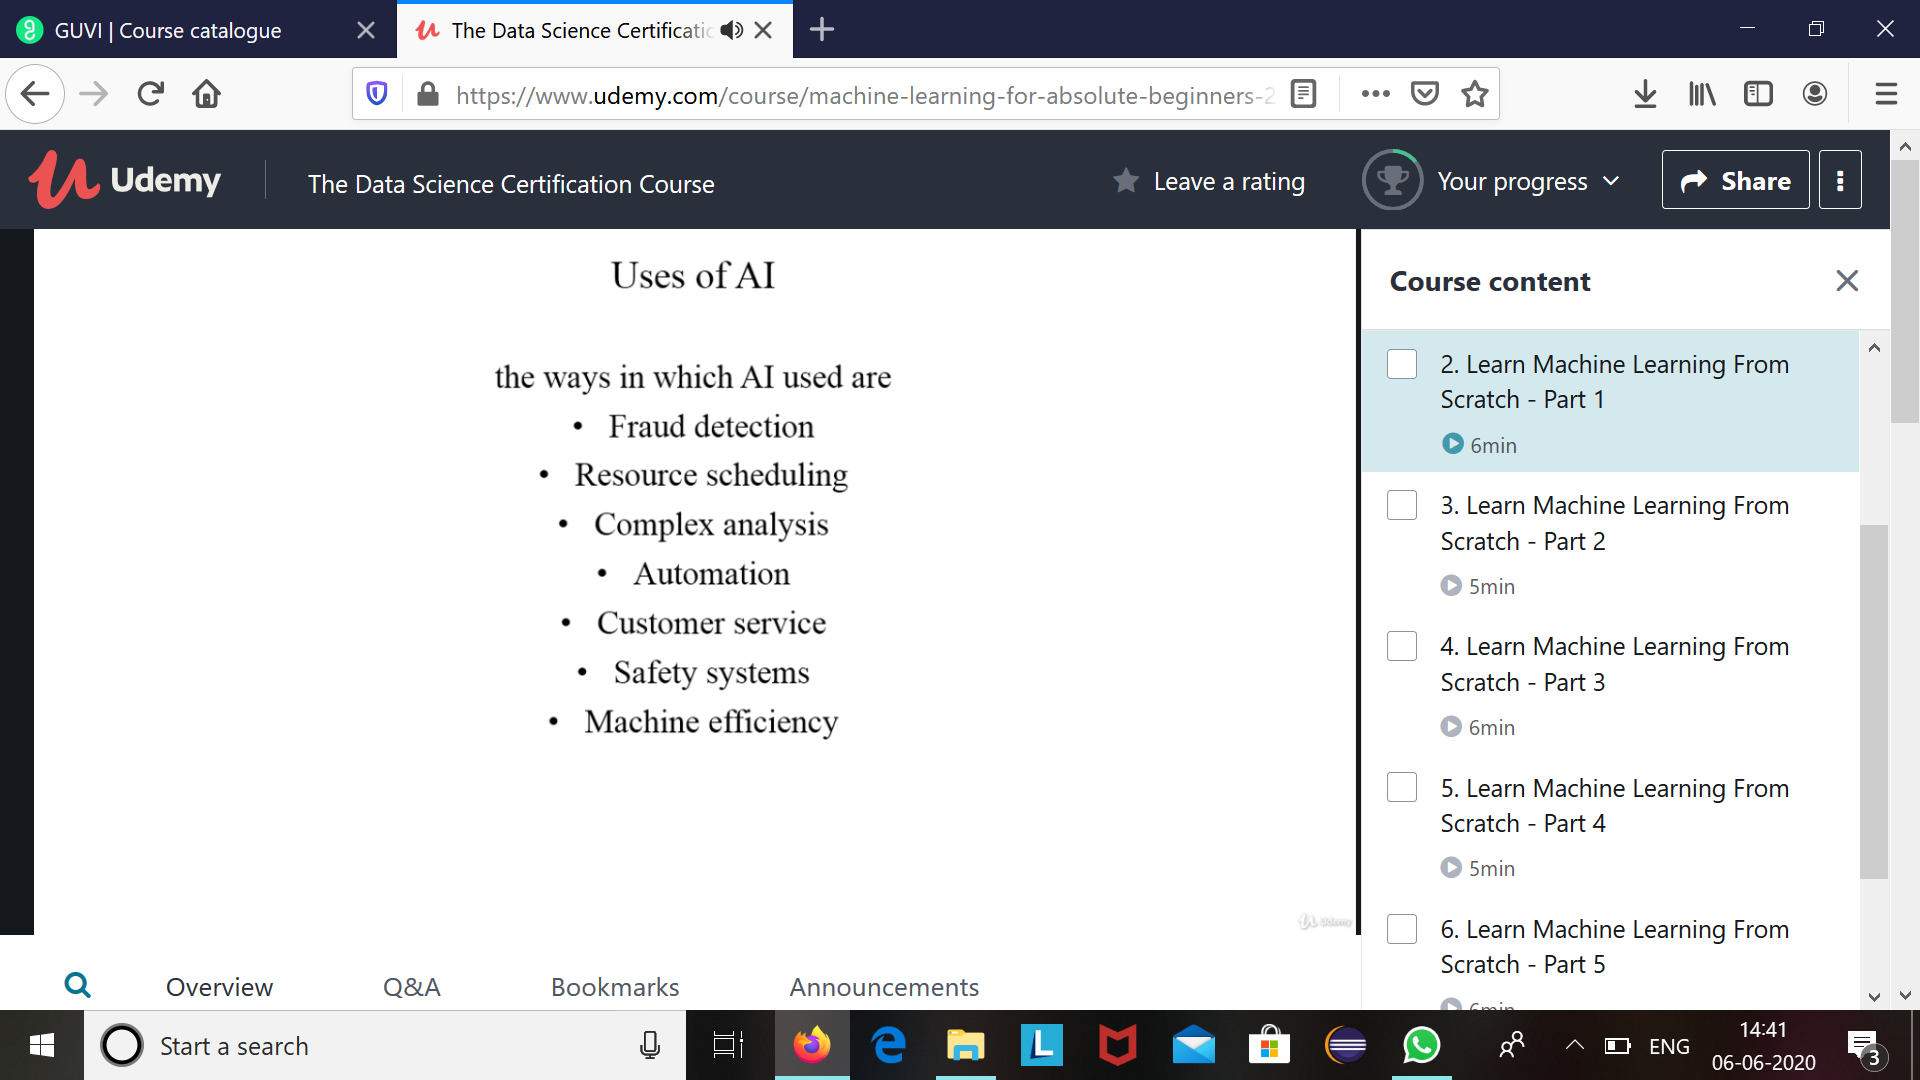 GUVI | Course catalogue
The Data Science Certificatio
https://www.udemy.com/course/machine-learning-for-absolute-beginners-2
Udemy
The Data Science Certification Course
Leave a rating
Your progress
Share
Uses of AI
the ways in which AI used are
• Fraud detection
• Resource scheduling
• Complex analysis
• Automation
• Customer service
• Safety systems
• Machine efficiency
Udemy
Course content
2. Learn Machine Learning From
Scratch - Part 1
6min
3. Learn Machine Learning From
Scratch - Part 2
5min
4. Learn Machine Learning From
Scratch - Part 3
6min
5. Learn Machine Learning From
Scratch - Part 4
5min
6. Learn Machine Learning From
Scratch - Part 5
6min
Overview
Q&A
Bookmarks
Announcements
Start a search
L
ENG
14:41
06-06-2020
3